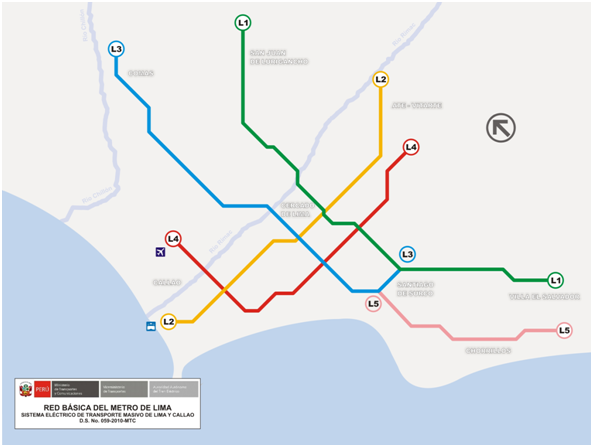 L1
L3
SAN JUAN
DE LURIGANCHO
COMAS
L2
ATE - VITARTE
L4
CERCADO
DE LIMA
L4
L3
CALLAO
SANTIAGO
DE SURCO
L1
VILLA EL SALVADOR
L5
L2
L5
CHORRILLOS
PERÚ
RED BÁSICA DEL METRO DE LIMA
SISTEMA ELÉCTRICO DE TRANSPORTE MASIVO DE LIMA Y CALLAO
D.S. No. 059-2010-MTC